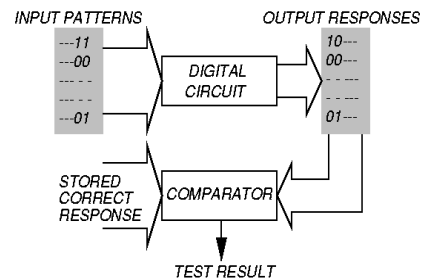 INPUT PATTERNS
OUTPUT RESPONSES
---11
---00
-- - --
-- - --
---01
DIGITAL
CIRCUIT
10---
00---
- - ---
- - ---
01---
STORED
CORRECT
RESPONSE
COMPARATOR
TEST RESULT